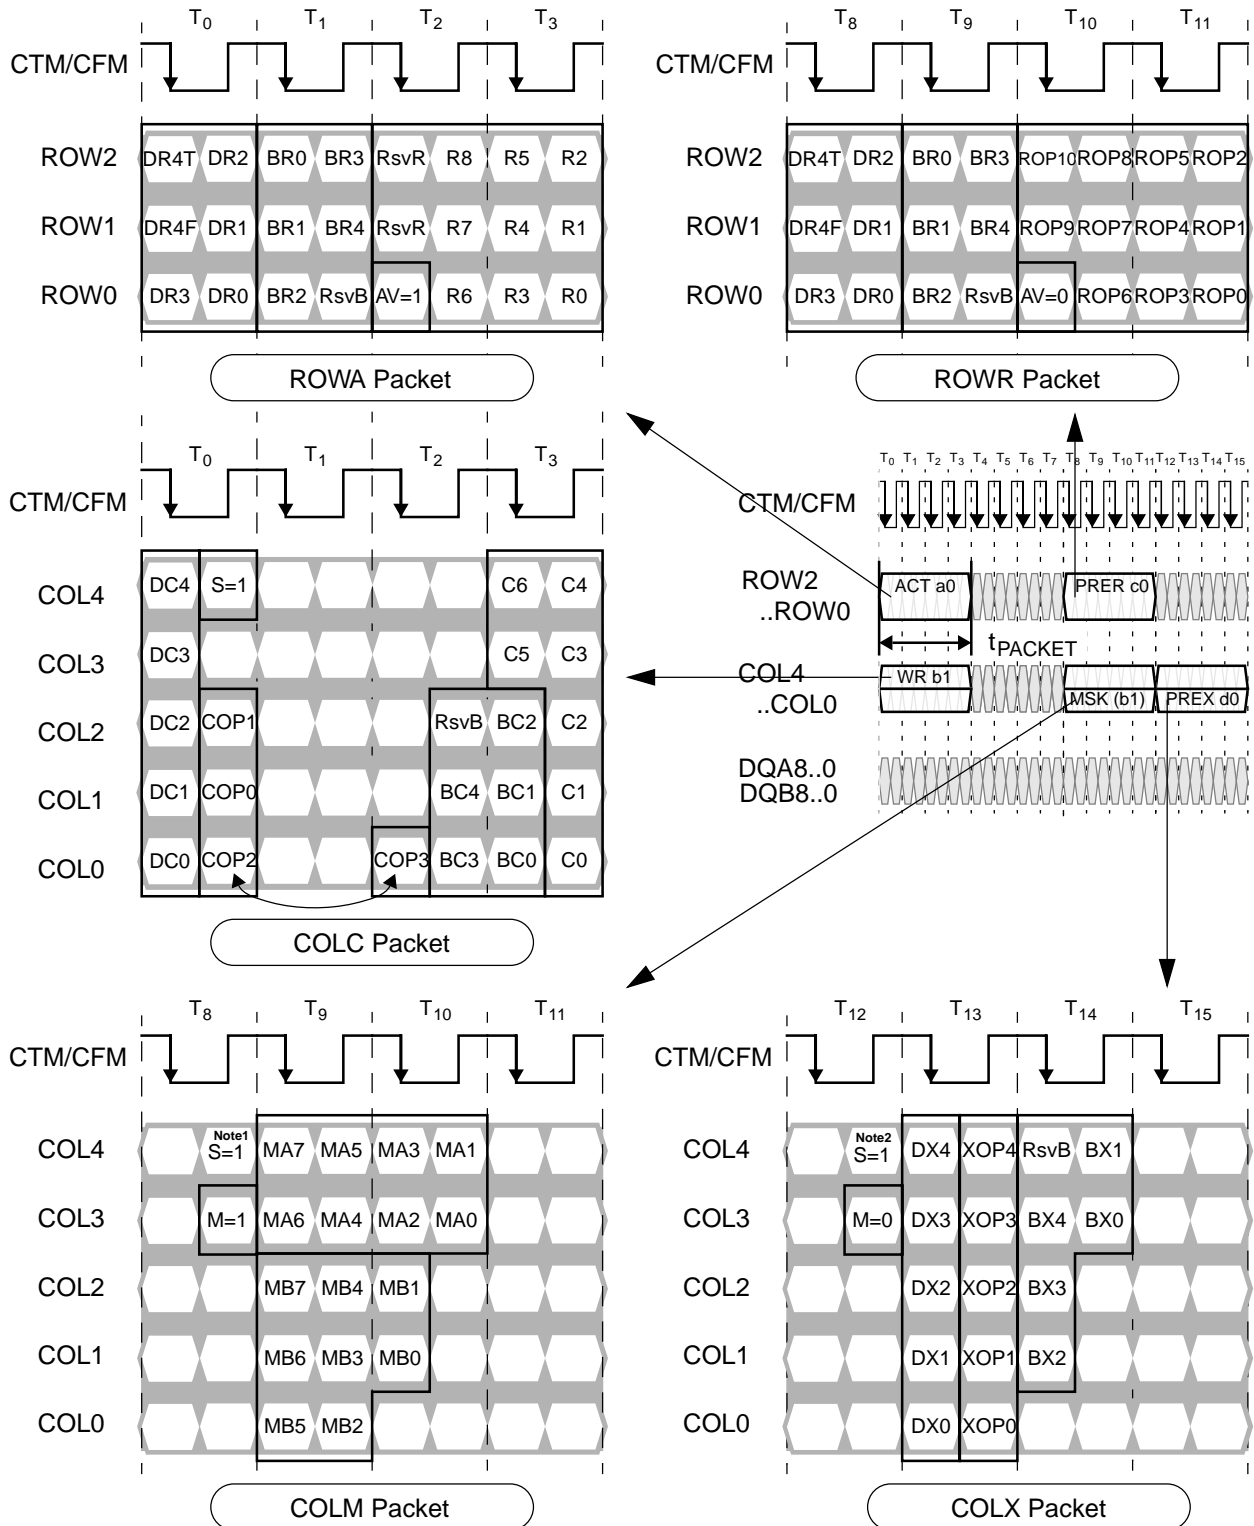 T0 T1 T2 T3
CTM/CFM
ROW2 DR4T DR2 BR0 BR3 RsvR R8 R5 R2
ROW1 DR4F DR1 BR1 BR4 RsvR R7 R4 R1
ROW0 DR3 DR0 BR2 RsvB AV=1 R6 R3 R0
ROWA Packet
T8 T9 T10 T11
CTM/CFM
ROW2 DR4T DR2 BR0 BR3 ROP10 ROP8 ROP5 ROP2
ROW1 DR4F DR1 BR1 BR4 ROP9 ROP7 ROP4 ROP1
ROW0 DR3 DR0 BR2 RsvB AV=0 ROP6 ROP3 ROP0
ROWR Packet
T0 T1 T2 T3
CTM/CFM
COL4 DC4 S=1 C6 C4
COL3 DC3 C5 C3
COL2 DC2 COP1 RsvB BC2 C2
COL1 DC1 COP0 BC4 BC1 C1
COL0 DC0 COP2 COP3 BC3 BC0 C0
COLC Packet
T0 T1 T2 T3 T4 T5 T6 T7 T8 T9 T10 T11 T12 T13 T14 T15
CTM/CFM
ROW2 ACT a0 PRER c0
..ROW0
tPACKET
COL4 WR b1
..COL0 MSK (b1) PREX d0
DQA8..0
DQB8..0
T8 T9 T10 T11
CTM/CFM
Note1
COL4 S=1 MA7 MA5 MA3 MA1
COL3 M=1 MA6 MA4 MA2 MA0
COL2 MB7 MB4 MB1
COL1 MB6 MB3 MB0
COL0 MB5 MB2
COLM Packet
T12 T13 T14 T15
CTM/CFM
Note2
COL4 S=1 DX4 XOP4 RsvB BX1
COL3 M=0 DX3 XOP3 BX4 BX0
COL2 DX2 XOP2 BX3
COL1 DX1 XOP1 BX2
COL0 DX0 XOP0
COLX Packet